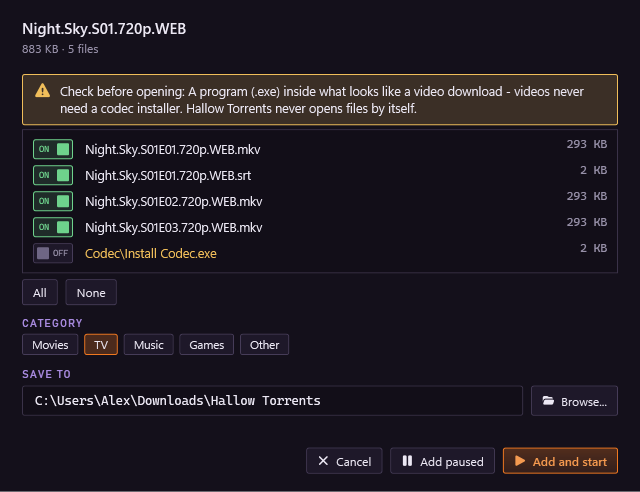 Night.Sky.S01.720p.WEB
883 KB · 5 files
Check before opening: A program (.exe) inside what looks like a video download - videos never
need a codec installer. Hallow Torrents never opens files by itself.
ON Night.Sky.S01E01.720p.WEB.mkv 293 KB
ON Night.Sky.S01E01.720p.WEB.srt 2 KB
ON Night.Sky.S01E02.720p.WEB.mkv 293 KB
ON Night.Sky.S01E03.720p.WEB.mkv 293 KB
OFF Codec\Install Codec.exe 2 KB
All None
CATEGORY
Movies TV Music Games Other
SAVE TO
C:\Users\Alex\Downloads\Hallow Torrents Browse...
Cancel Add paused Add and start